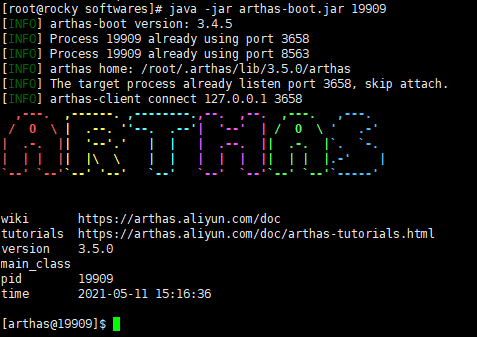 [root@rocky softwares]# java -jar arthas-boot.jar 19909
[INFO] arthas-boot version: 3.4.5
[INFO] Process 19909 already using port 3658
[INFO] Process 19909 already using port 8563
[INFO] arthas home: /root/.arthas/lib/3.5.0/arthas
[INFO] The target process already listen port 3658, skip attach.
[INFO] arthas-client connect 127.0.0.1 3658
ARTHAS
wiki https://arthas.aliyun.com/doc
tutorials https://arthas.aliyun.com/doc/arthas-tutorials.html
version 3.5.0
main_class
pid 19909
time 2021-05-11 15:16:36
[arthas@19909]$